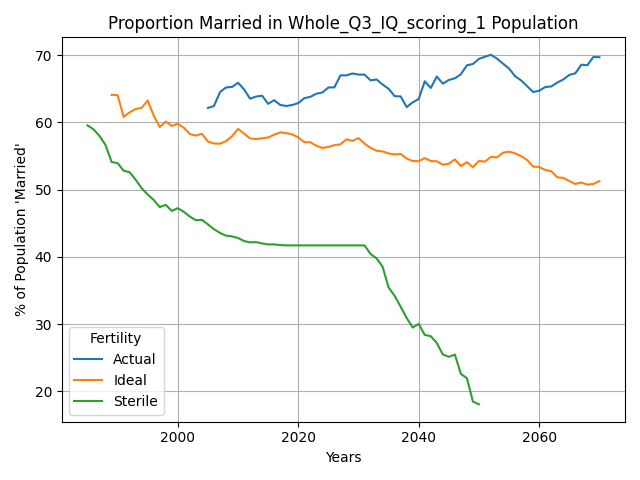 Proportion Married in Whole_Q3_IQ_scoring_1 Population
% of Population 'Married'
70
60
50
40
30
20
Fertility
Actual
Ideal
Sterile
2000 2020 2040 2060
Years